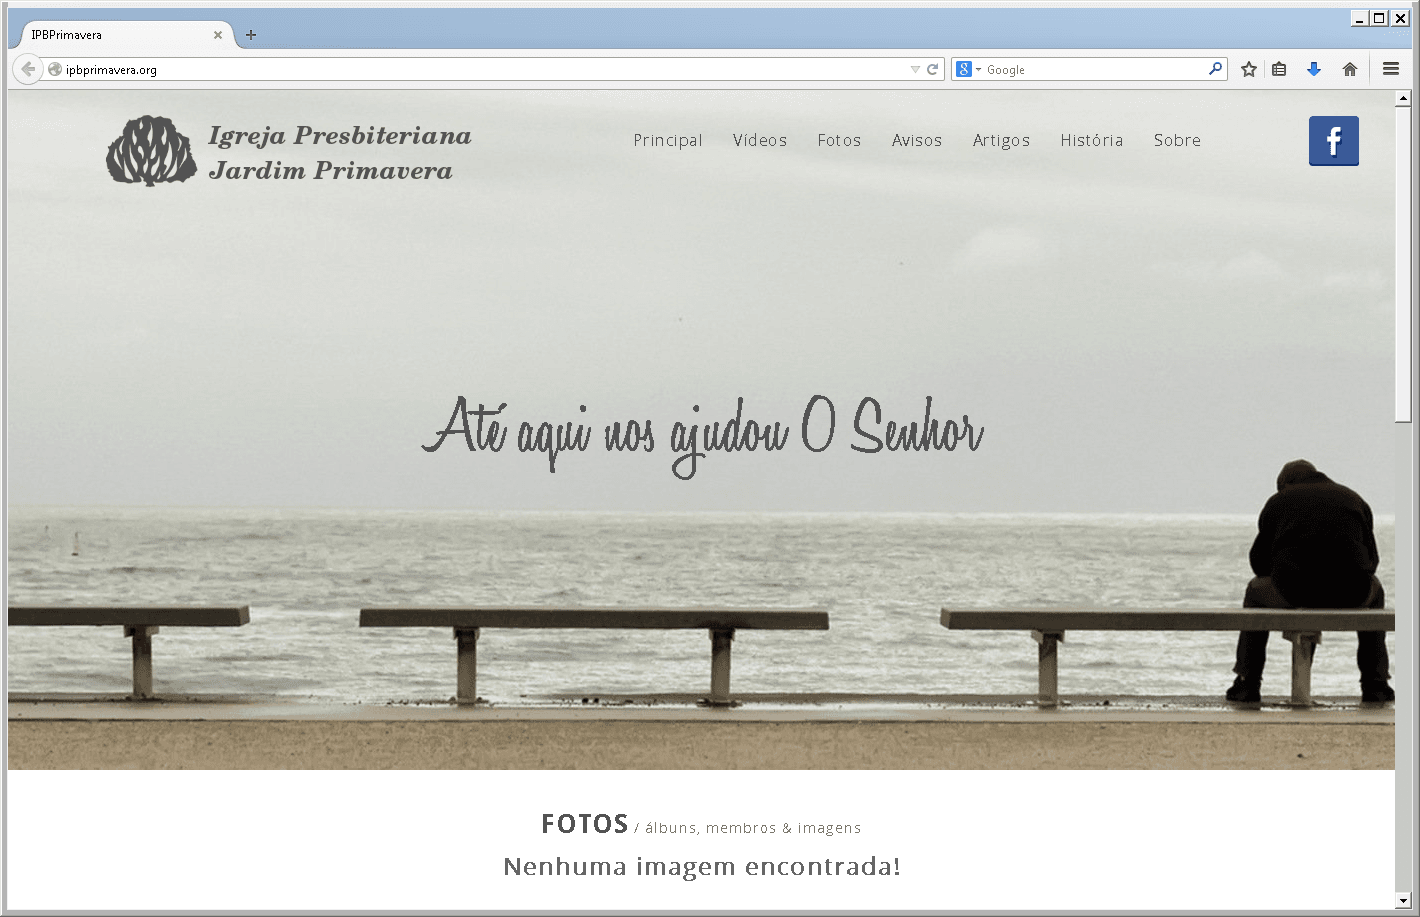 IPBPrimavera
ipbprimavera.org
Google
Igreja Presbiteriana
Jardim Primavera
Principal Vídeos Fotos Avisos Artigos História Sobre
Até aqui nos ajudou O Senhor
FOTOS / álbuns, membros & imagens
Nenhuma imagem encontrada!